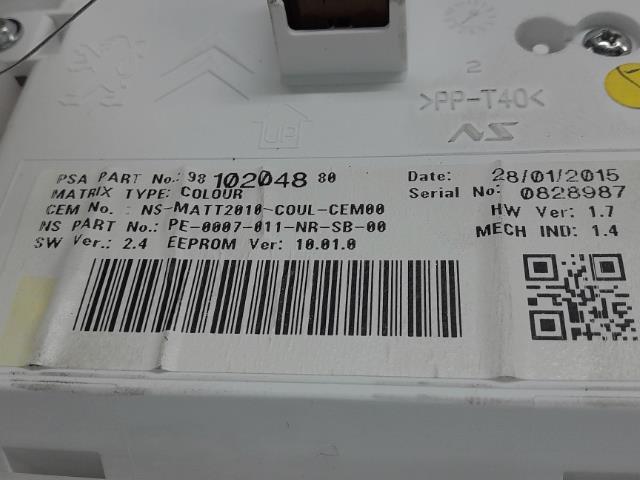 2
>PP-T40<
NS
UP
PSA PART No.: 98 102048 80
MATRIX TYPE: COLOUR
CEM No. : NS-MATT2010-COUL-CEM00
NS PART No.: PE-0007-011-NR-SB-00
SW Ver.: 2.4 EEPROM Ver: 10.01.0
Date: 28/01/2015
Serial No: 0828987
HW Ver: 1.7
MECH IND: 1.4